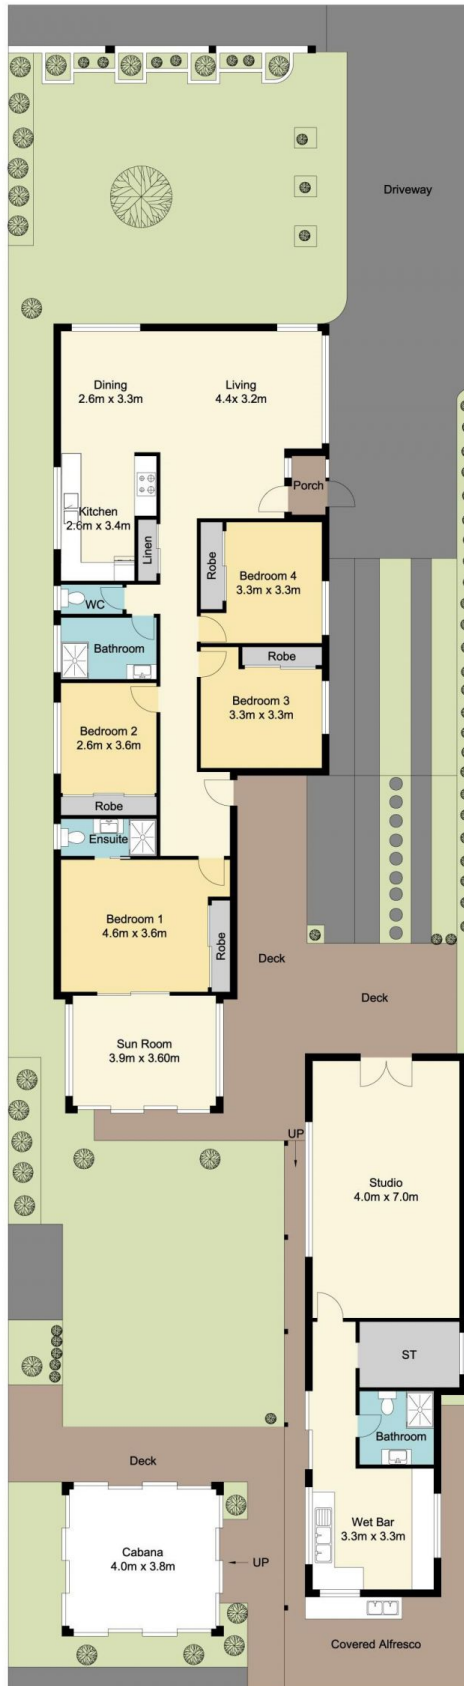 Driveway
Dining
2.6m x 3.3m
Living
4.4x 3.2m
Porch
Kitchen
2.6m x 3.4m
Linen
Robe
Bedroom 4
3.3m x 3.3m
WC
Bathroom
Robe
Bedroom 3
3.3m x 3.3m
Bedroom 2
2.6m x 3.6m
Robe
Ensuite
Bedroom 1
4.6m x 3.6m
Robe
Deck
Deck
Sun Room
3.9m x 3.60m
UP
Studio
4.0m x 7.0m
ST
Bathroom
Deck
Wet Bar
3.3m x 3.3m
Cabana
4.0m x 3.8m
UP
Covered Alfresco